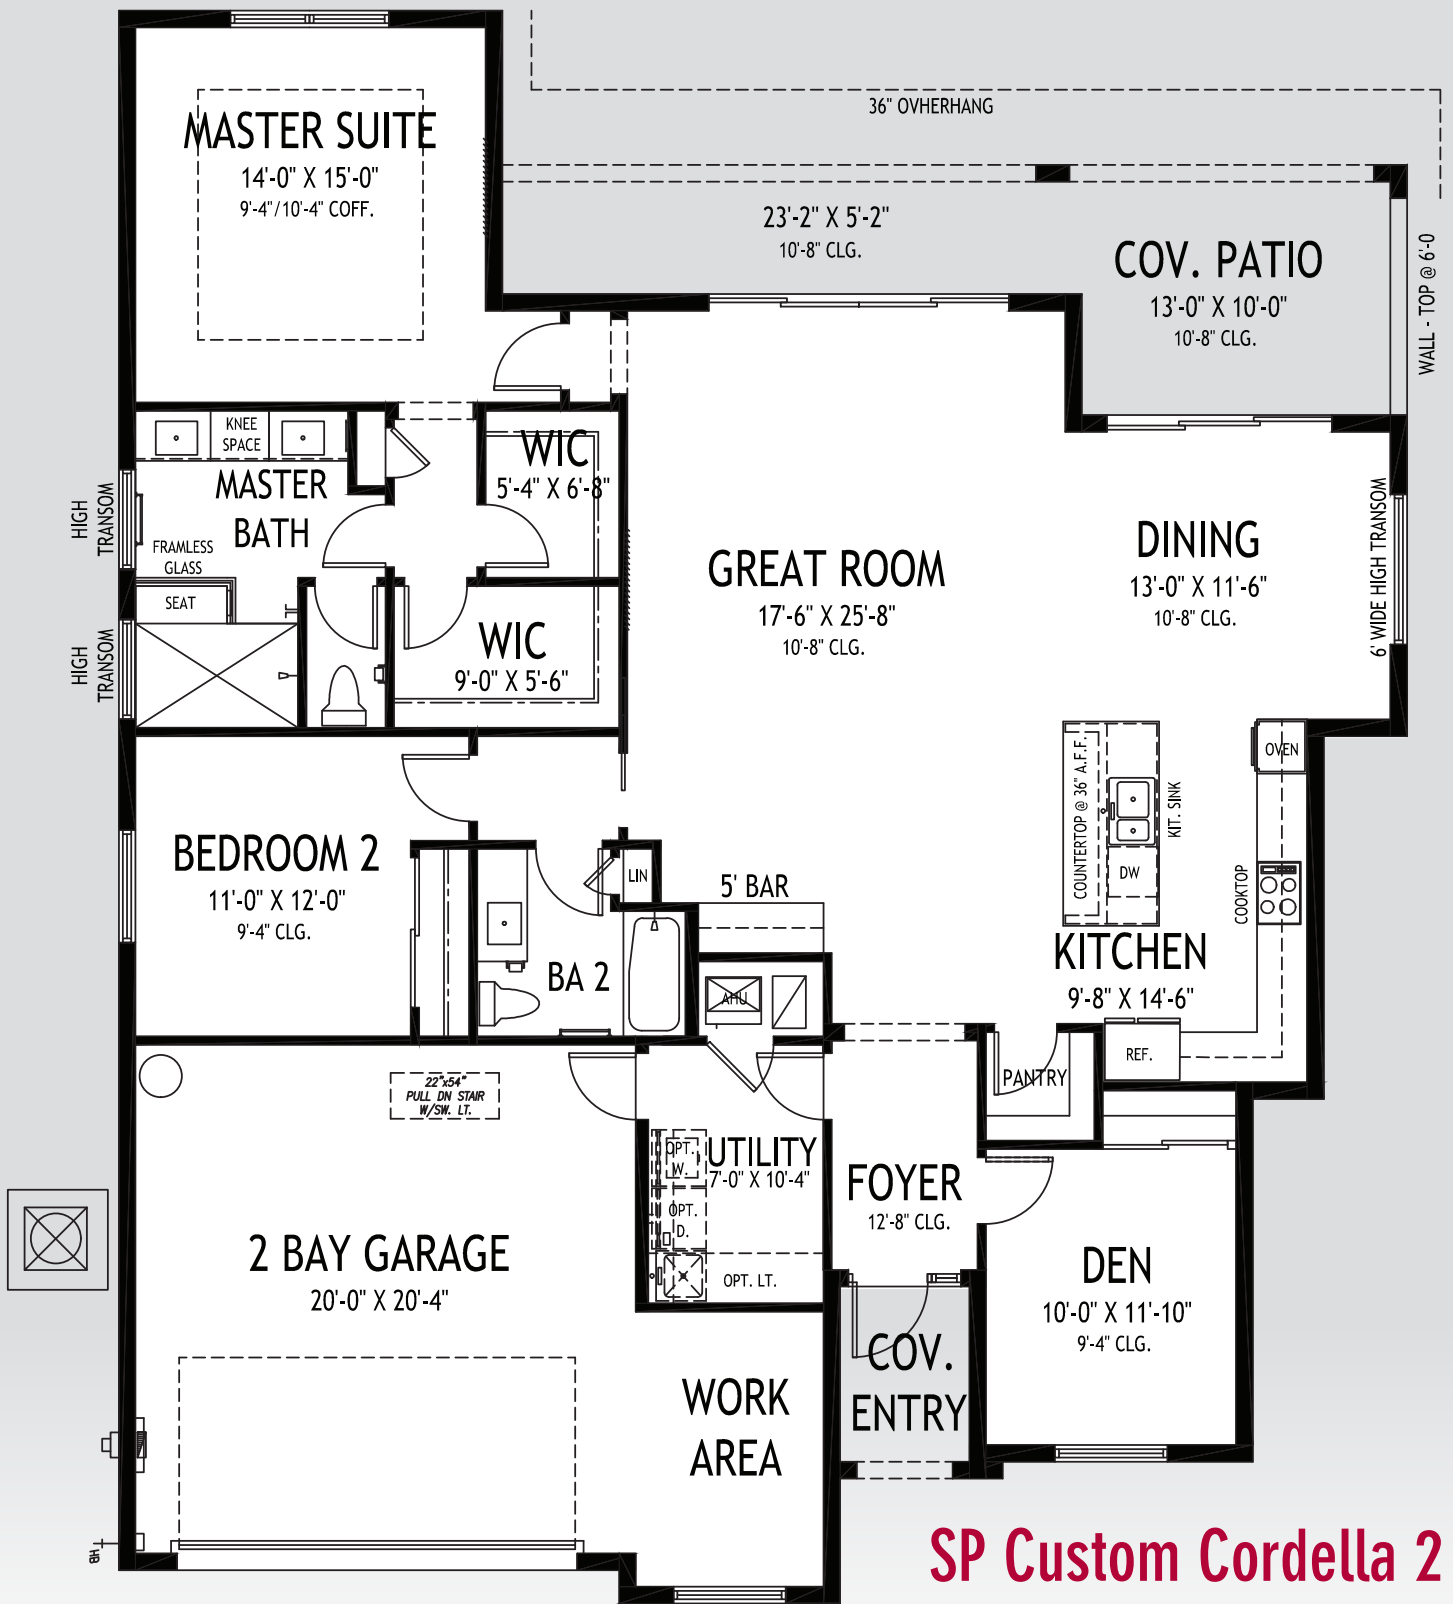 36" OVHERHANG
MASTER SUITE
14'-0" X 15'-0"
9'-4"/10'-4" COFF.
23'-2" X 5'-2"
10'-8" CLG.
COV. PATIO
13'-0" X 10'-0"
10'-8" CLG.
WALL - TOP @ 6'-0
KNEE
SPACE
MASTER
BATH
HIGH
TRANSOM
FRAMLESS
GLASS
SEAT
HIGH
TRANSOM
WIC
5'-4" X 6'-8"
WIC
9'-0" X 5'-6"
GREAT ROOM
17'-6" X 25'-8"
10'-8" CLG.
DINING
13'-0" X 11'-6"
10'-8" CLG.
6' WIDE HIGH TRANSOM
BEDROOM 2
11'-0" X 12'-0"
9'-4" CLG.
LIN
BA 2
5' BAR
AHU
COUNTERTOP @ 36" A.F.F.
KIT. SINK
DW
OVEN
COOKTOP
KITCHEN
9'-8" X 14'-6"
REF.
PANTRY
22"x54"
PULL DN STAIR
W/SW. LT.
OPT.
W.
OPT.
D.
UTILITY
7'-0" X 10'-4"
OPT. LT.
FOYER
12'-8" CLG.
2 BAY GARAGE
20'-0" X 20'-4"
DEN
10'-0" X 11'-10"
9'-4" CLG.
COV.
ENTRY
WORK
AREA
HB
SP Custom Cordella 2